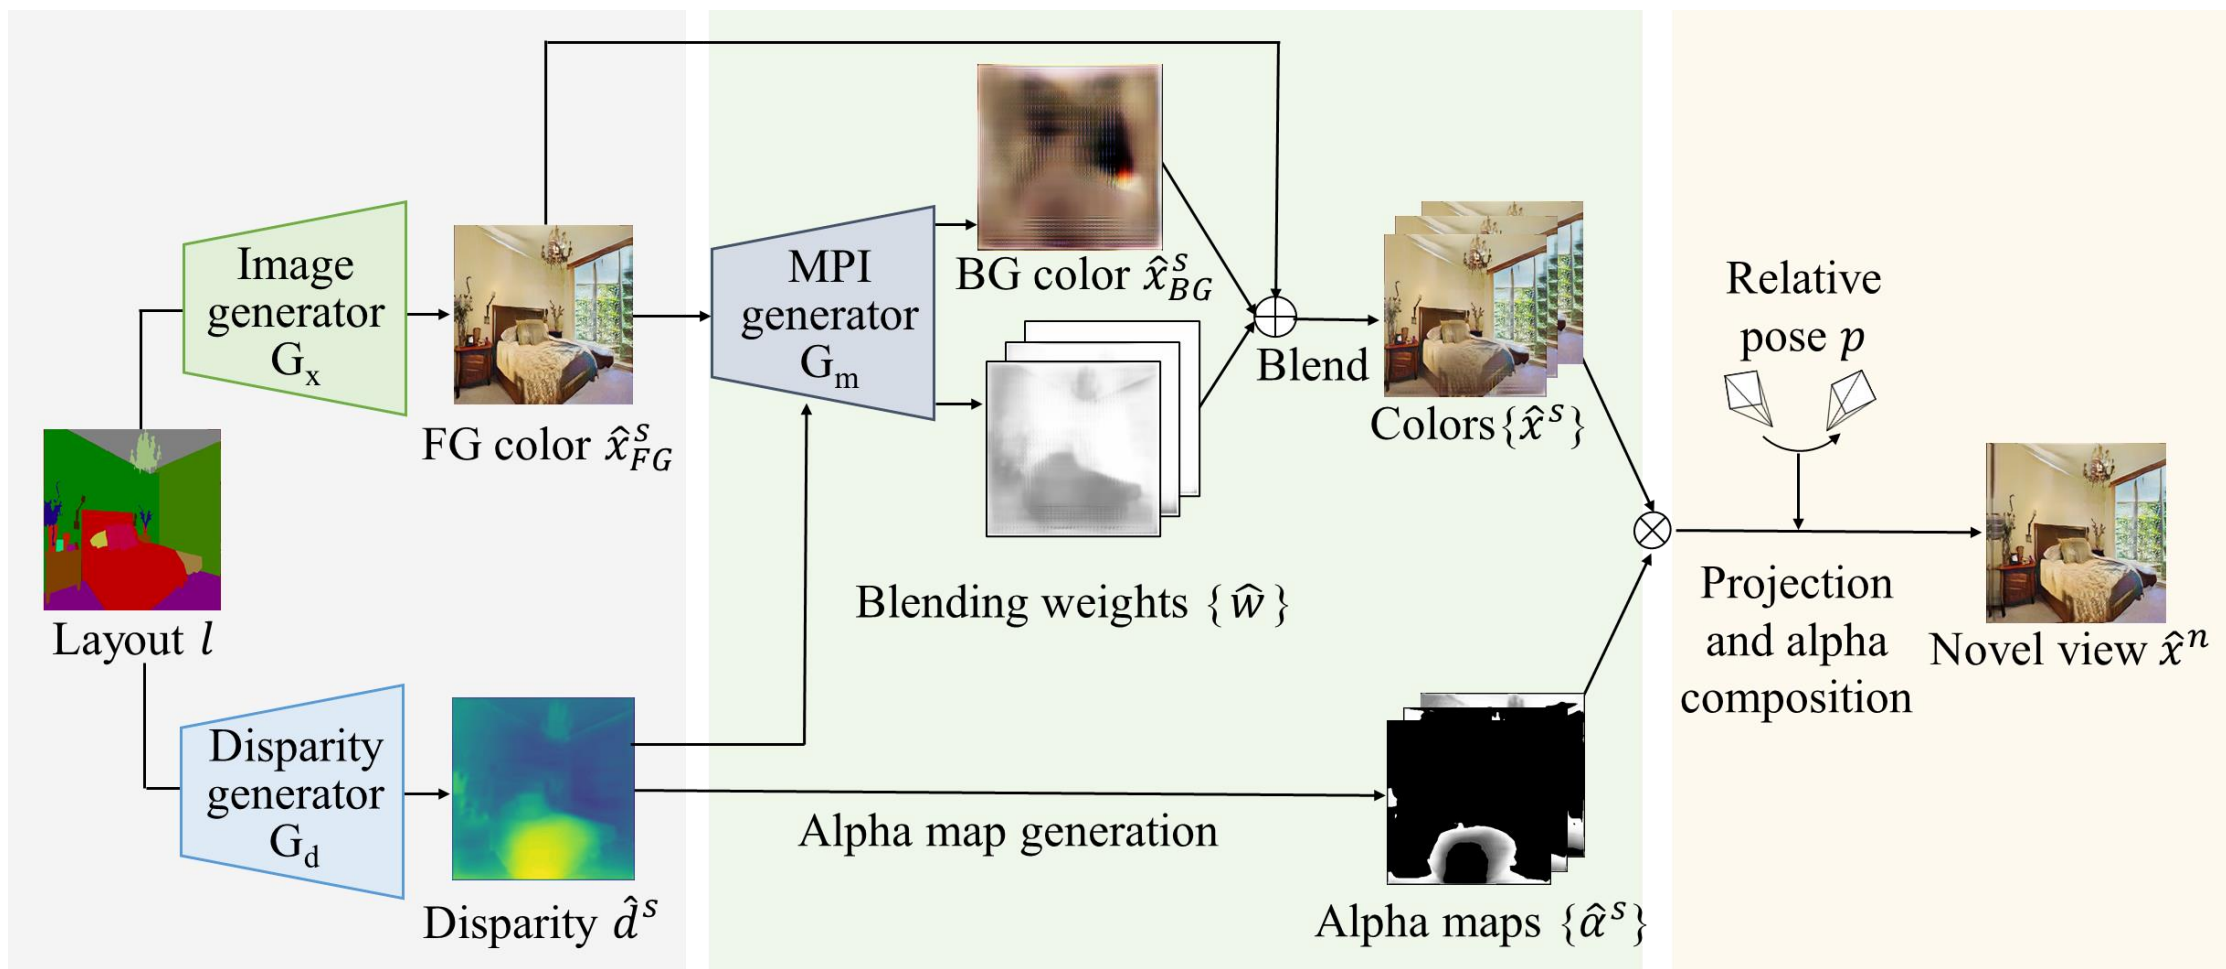 Image
generator
Gₓ
FG color x̂ˢ_FG
Layout l
Disparity
generator
G_d
Disparity d̂ˢ
MPI
generator
Gₘ
BG color x̂ˢ_BG
Blending weights {ŵ}
Blend
Colors{x̂ˢ}
Alpha map generation
Alpha maps {α̂ˢ}
Relative
pose p
Projection
and alpha
composition
Novel view x̂ⁿ